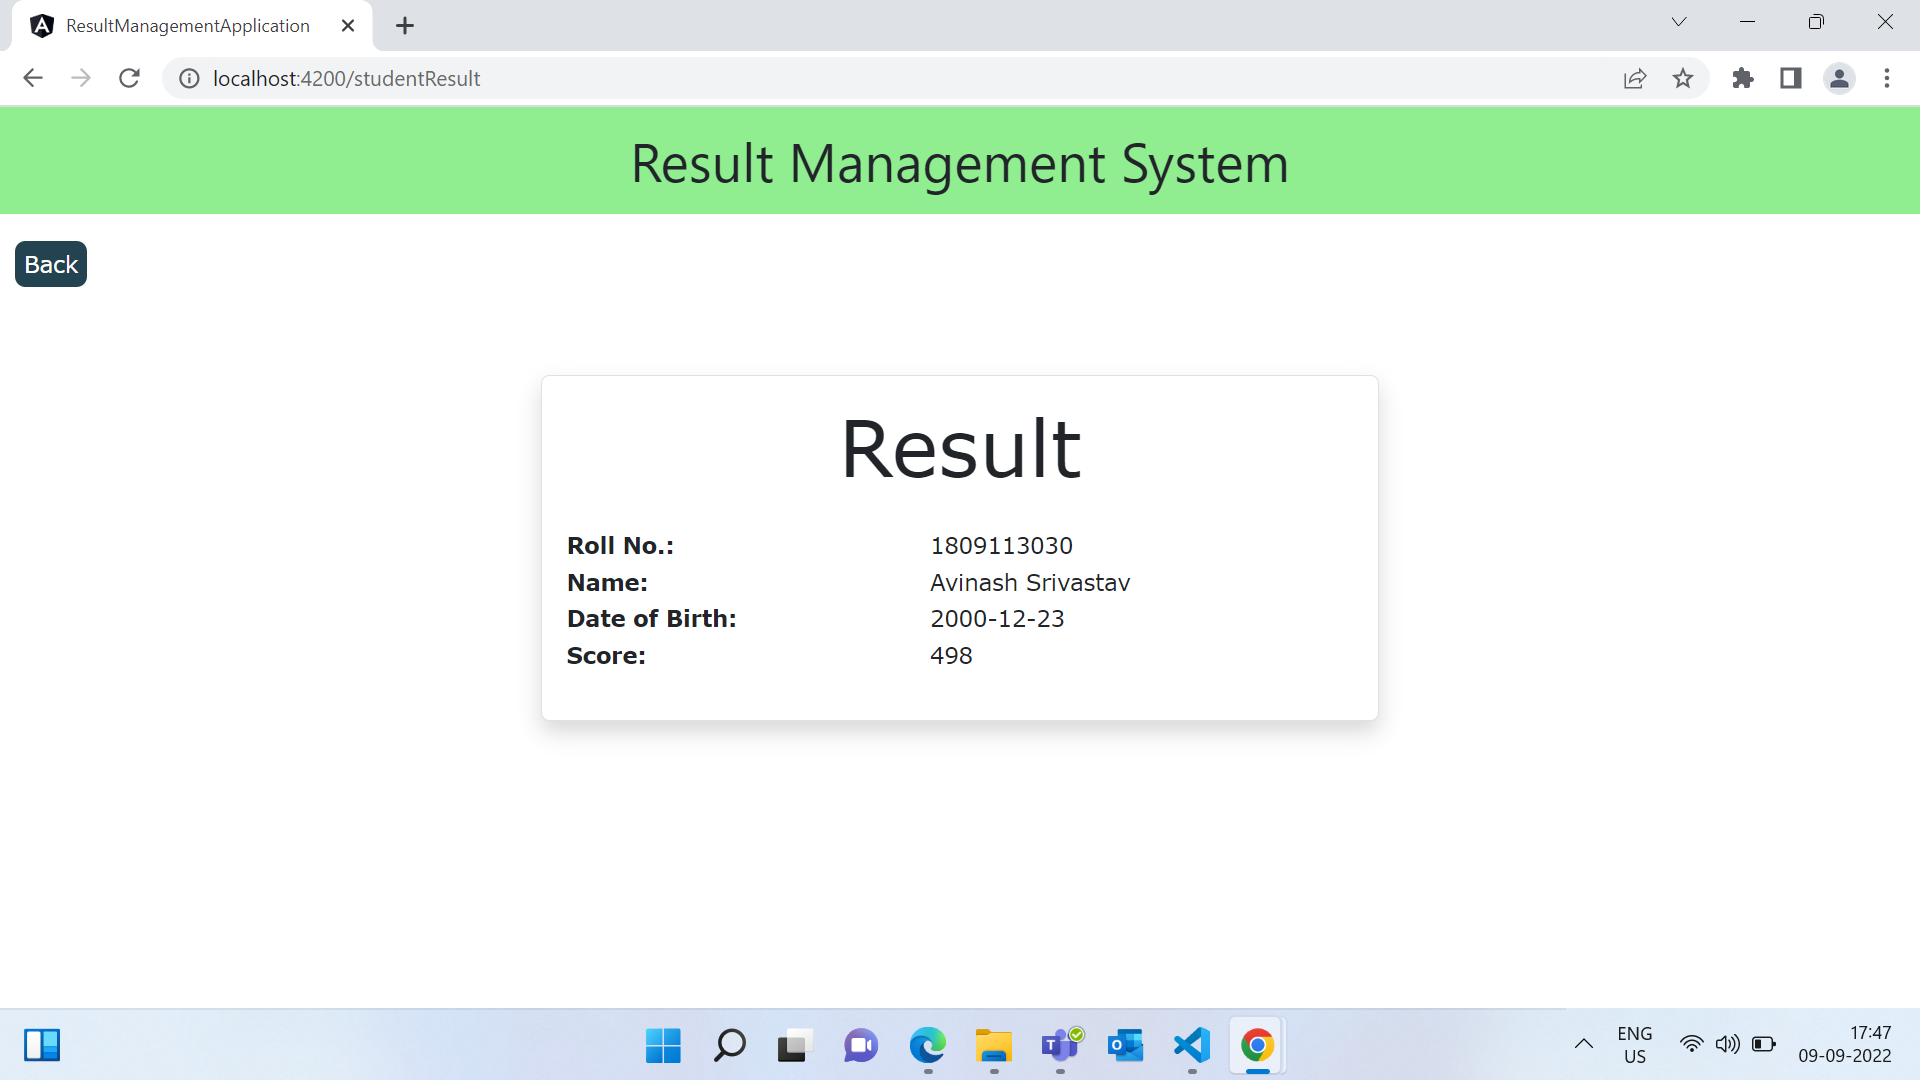 ResultManagementApplication
localhost:4200/studentResult
Result Management System
Back
Result
Roll No.: 1809113030
Name: Avinash Srivastav
Date of Birth: 2000-12-23
Score: 498
ENG
US
17:47
09-09-2022